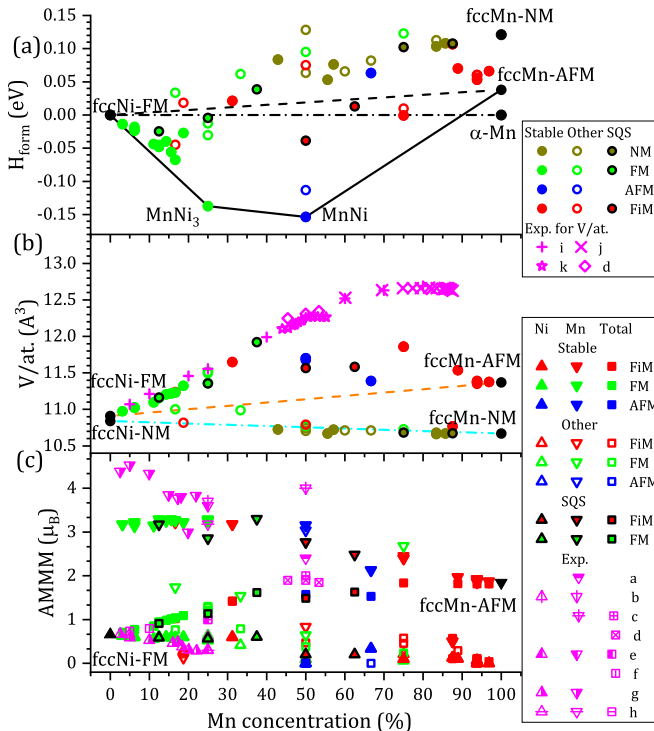 (a)
0.15
0.10
0.05
0.00
-0.05
-0.10
-0.15
H_form (eV)
fccMn-NM
fccMn-AFM
fccNi-FM
α-Mn
MnNi₃
MnNi
Stable Other SQS
NM
FM
AFM
FiM
Exp. for V/at.
i j
k d
(b)
13.0
12.5
12.0
11.5
11.0
10.5
V/at. (A³)
fccNi-FM
fccMn-AFM
fccNi-NM
fccMn-NM
(c)
4
3
2
1
0
AMMM (μ_B)
fccMn-AFM
fccNi-FM
0 10 20 30 40 50 60 70 80 90 100
Mn concentration (%)
Ni Mn Total
Stable
FiM
FM
AFM
Other
FiM
FM
AFM
SQS
FiM
FM
Exp.
a
b
c
d
e
f
g
h